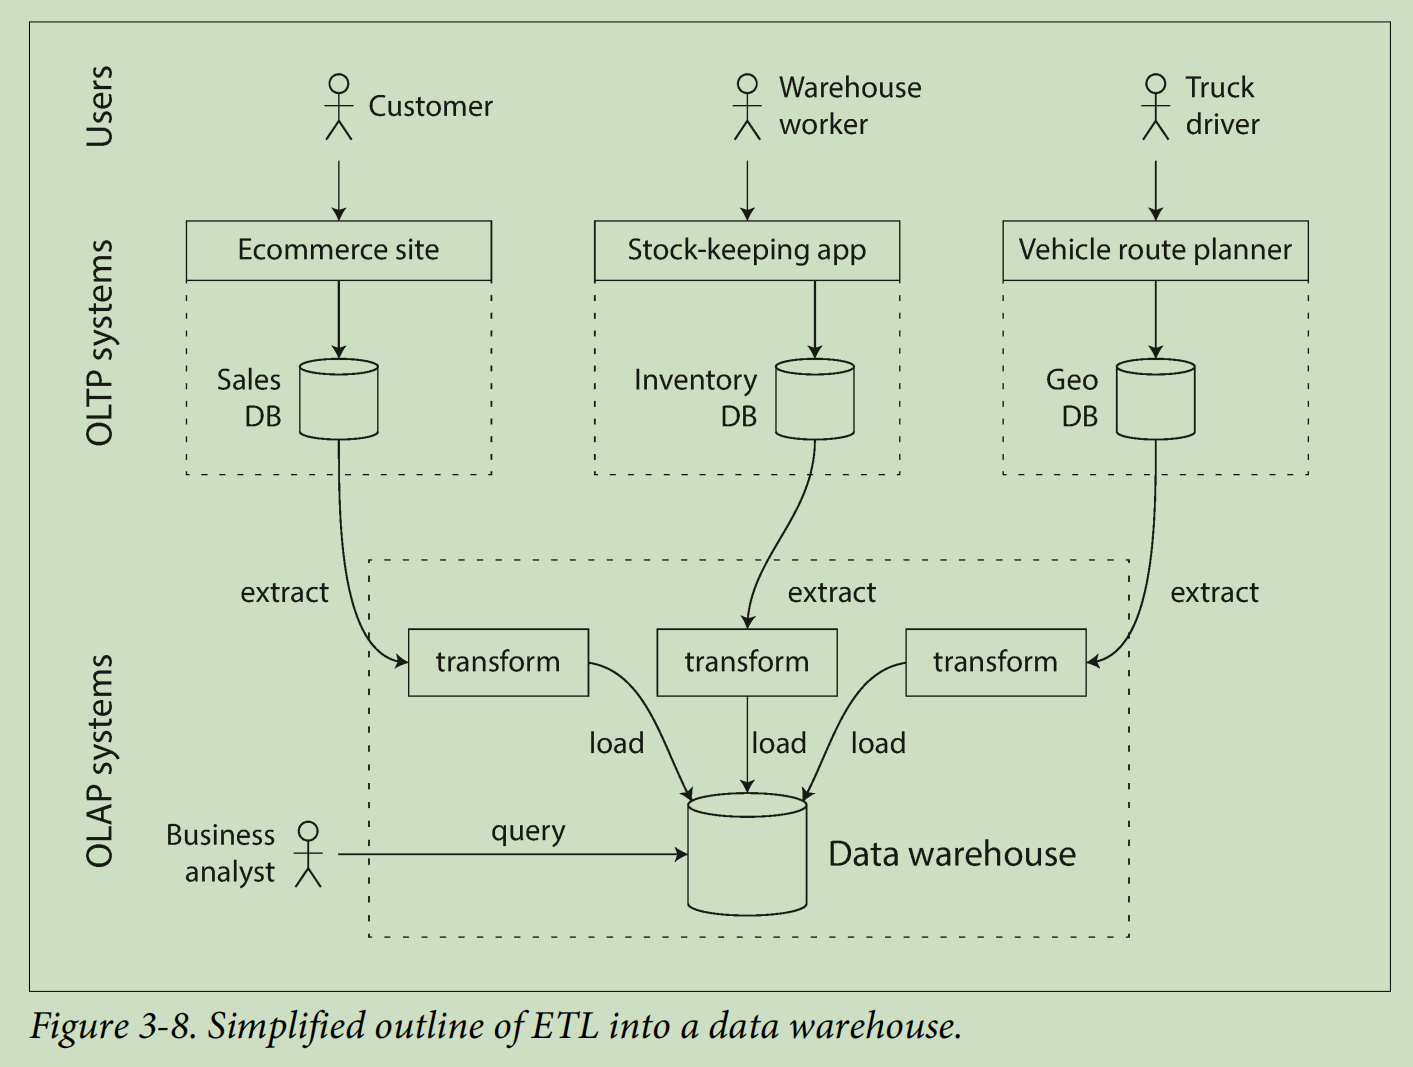 Users
Customer
Warehouse
worker
Truck
driver
OLTP systems
Ecommerce site
Stock-keeping app
Vehicle route planner
Sales
DB
Inventory
DB
Geo
DB
extract
extract
extract
OLAP systems
transform
transform
transform
load
load
load
Business
analyst
query
Data warehouse
Figure 3-8. Simplified outline of ETL into a data warehouse.